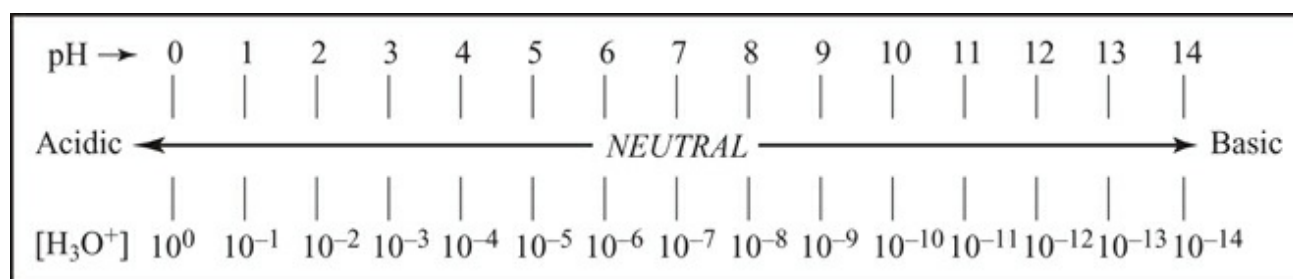 pH → 0 1 2 3 4 5 6 7 8 9 10 11 12 13 14
Acidic NEUTRAL Basic
[H₃O⁺] 10⁰ 10⁻¹ 10⁻² 10⁻³ 10⁻⁴ 10⁻⁵ 10⁻⁶ 10⁻⁷ 10⁻⁸ 10⁻⁹ 10⁻¹⁰ 10⁻¹¹ 10⁻¹² 10⁻¹³ 10⁻¹⁴